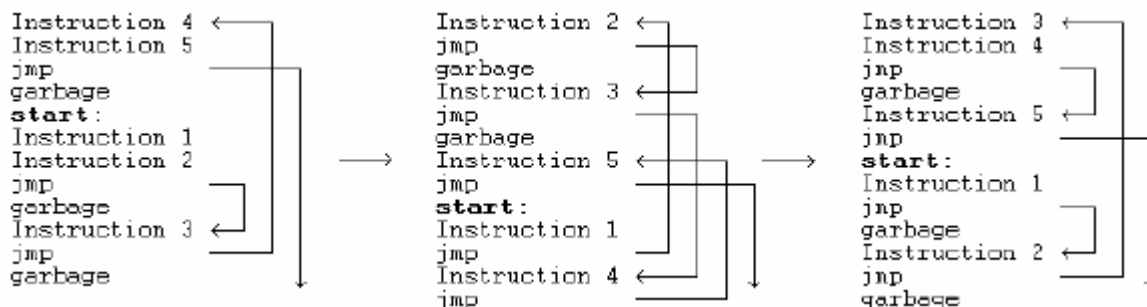 Instruction 4
Instruction 5
jmp
garbage
start:
Instruction 1
Instruction 2
jmp
garbage
Instruction 3
jmp
garbage
Instruction 2
jmp
garbage
Instruction 3
jmp
garbage
Instruction 5
jmp
start:
Instruction 1
jmp
Instruction 4
jmp
Instruction 3
Instruction 4
jmp
garbage
Instruction 5
jmp
start:
Instruction 1
jmp
garbage
Instruction 2
jmp
garbage